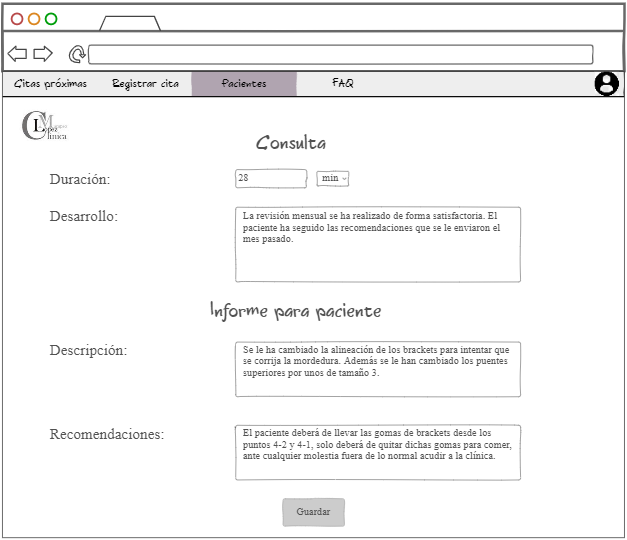 Citas próximas Registrar cita Pacientes FAQ
Consulta
Duración: 28 min
Desarrollo:
La revisión mensual se ha realizado de forma satisfactoria. El
paciente ha seguido las recomendaciones que se le enviaron el
mes pasado.
Informe para paciente
Descripción:
Se le ha cambiado la alineación de los brackets para intentar que
se corrija la mordedura. Además se le han cambiado los puentes
superiores por unos de tamaño 3.
Recomendaciones:
El paciente deberá de llevar las gomas de brackets desde los
puntos 4-2 y 4-1, solo deberá de quitar dichas gomas para comer,
ante cualquier molestia fuera de lo normal acudir a la clínica.
Guardar